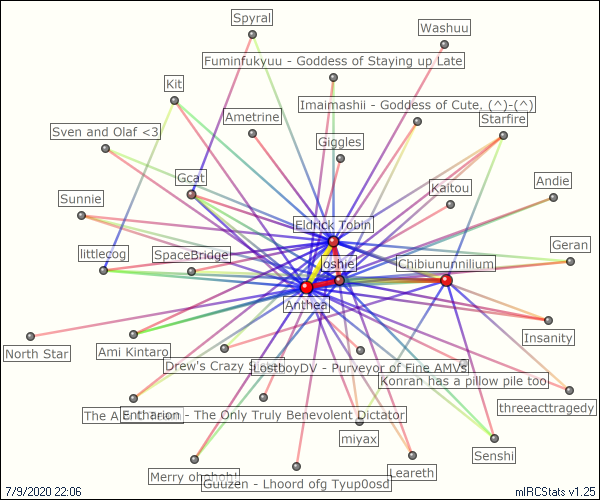 Spyral
Washuu
Fuminfukyuu - Goddess of Staying up Late
Kit
Imaimashii - Goddess of Cute, (^)-(^)
Ametrine
Starfire
Sven and Olaf <3
Giggles
Gcat
Kaitou
Andie
Sunnie
Eldrick Tobin
Geran
littlecog
SpaceBridge
Joshie
Chibiununnilium
Anthea
Insanity
North Star
Ami Kintaro
Drew's Crazy
LostboyDV - Purveyor of Fine AMVs
Konran has a pillow pile too
threeacttragedy
The A
- The Only Truly Benevolent Dictator
miyax
Senshi
Merry ohohoh!
Leareth
Guuzen - Lhoord ofg Tyup0osd
7/9/2020 22:06
mIRCStats v1.25